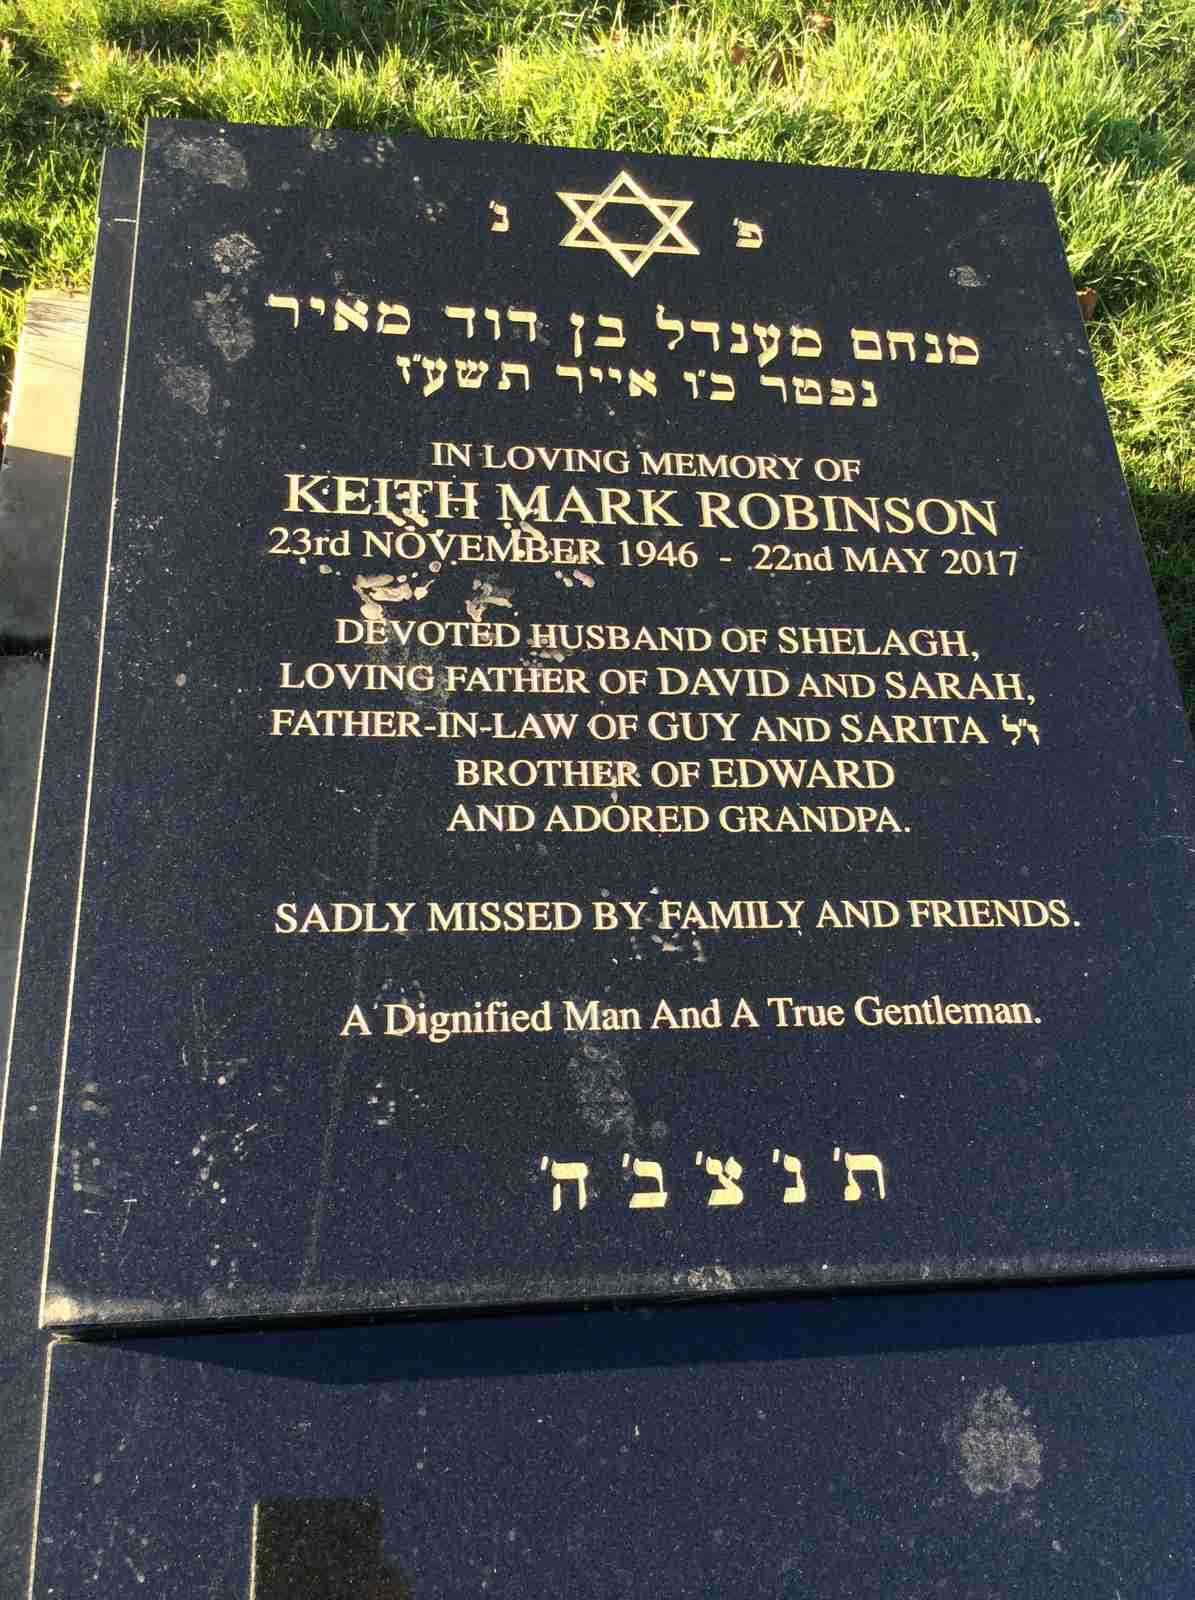 פ' נ'
מנחם מענדל בן דוד מאיר
נפטר כ"ו אייר תשע"ז
IN LOVING MEMORY OF
KEITH MARK ROBINSON
23rd NOVEMBER 1946 - 22nd MAY 2017
DEVOTED HUSBAND OF SHELAGH,
LOVING FATHER OF DAVID AND SARAH,
FATHER-IN-LAW OF GUY AND SARITA ז"ל
BROTHER OF EDWARD
AND ADORED GRANDPA.
SADLY MISSED BY FAMILY AND FRIENDS.
A Dignified Man And A True Gentleman.
ת' נ' צ' ב' ה'